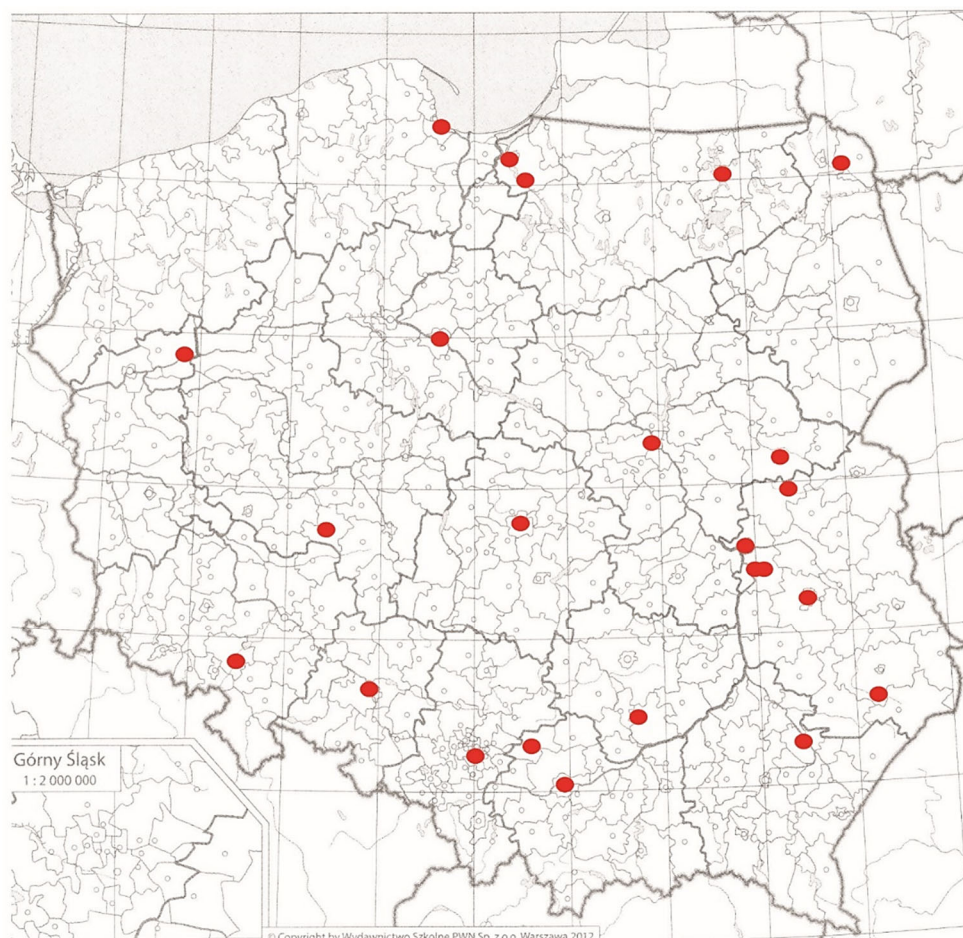 Górny Śląsk
1 : 2 000 000
© Copyright by Wydawnictwo Szkolne PWN Sp. z o.o. Warszawa 2012